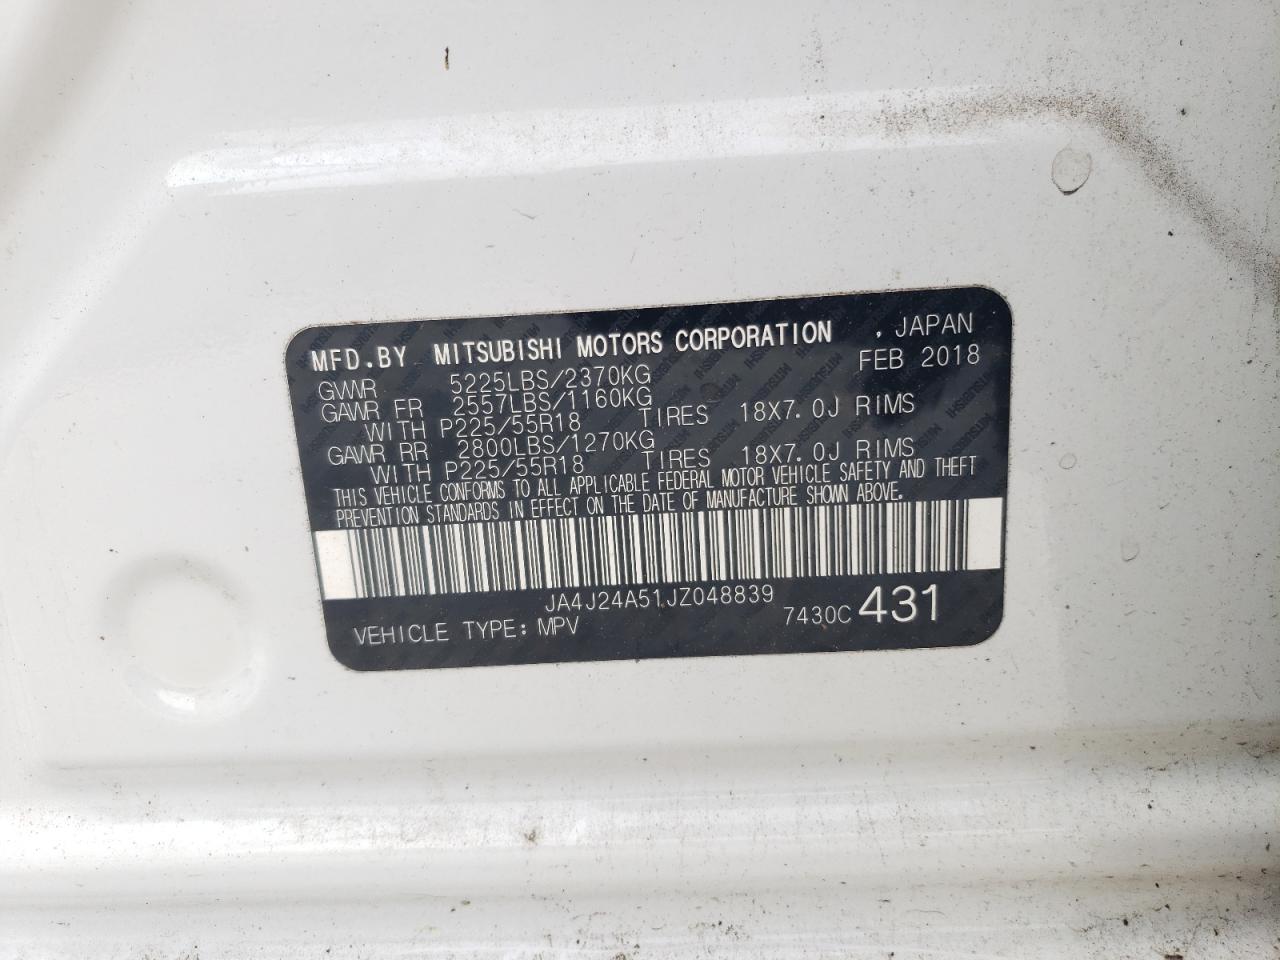 MFD.BY MITSUBISHI MOTORS CORPORATION , JAPAN
FEB 2018
GVWR 5225LBS/2370KG
GAWR FR 2557LBS/1160KG
WITH P225/55R18 TIRES 18X7.0J RIMS
GAWR RR 2800LBS/1270KG
WITH P225/55R18 TIRES 18X7.0J RIMS
THIS VEHICLE CONFORMS TO ALL APPLICABLE FEDERAL MOTOR VEHICLE SAFETY AND THEFT
PREVENTION STANDARDS IN EFFECT ON THE DATE OF MANUFACTURE SHOWN ABOVE.
JA4J24A51JZ048839
VEHICLE TYPE: MPV 7430C 431